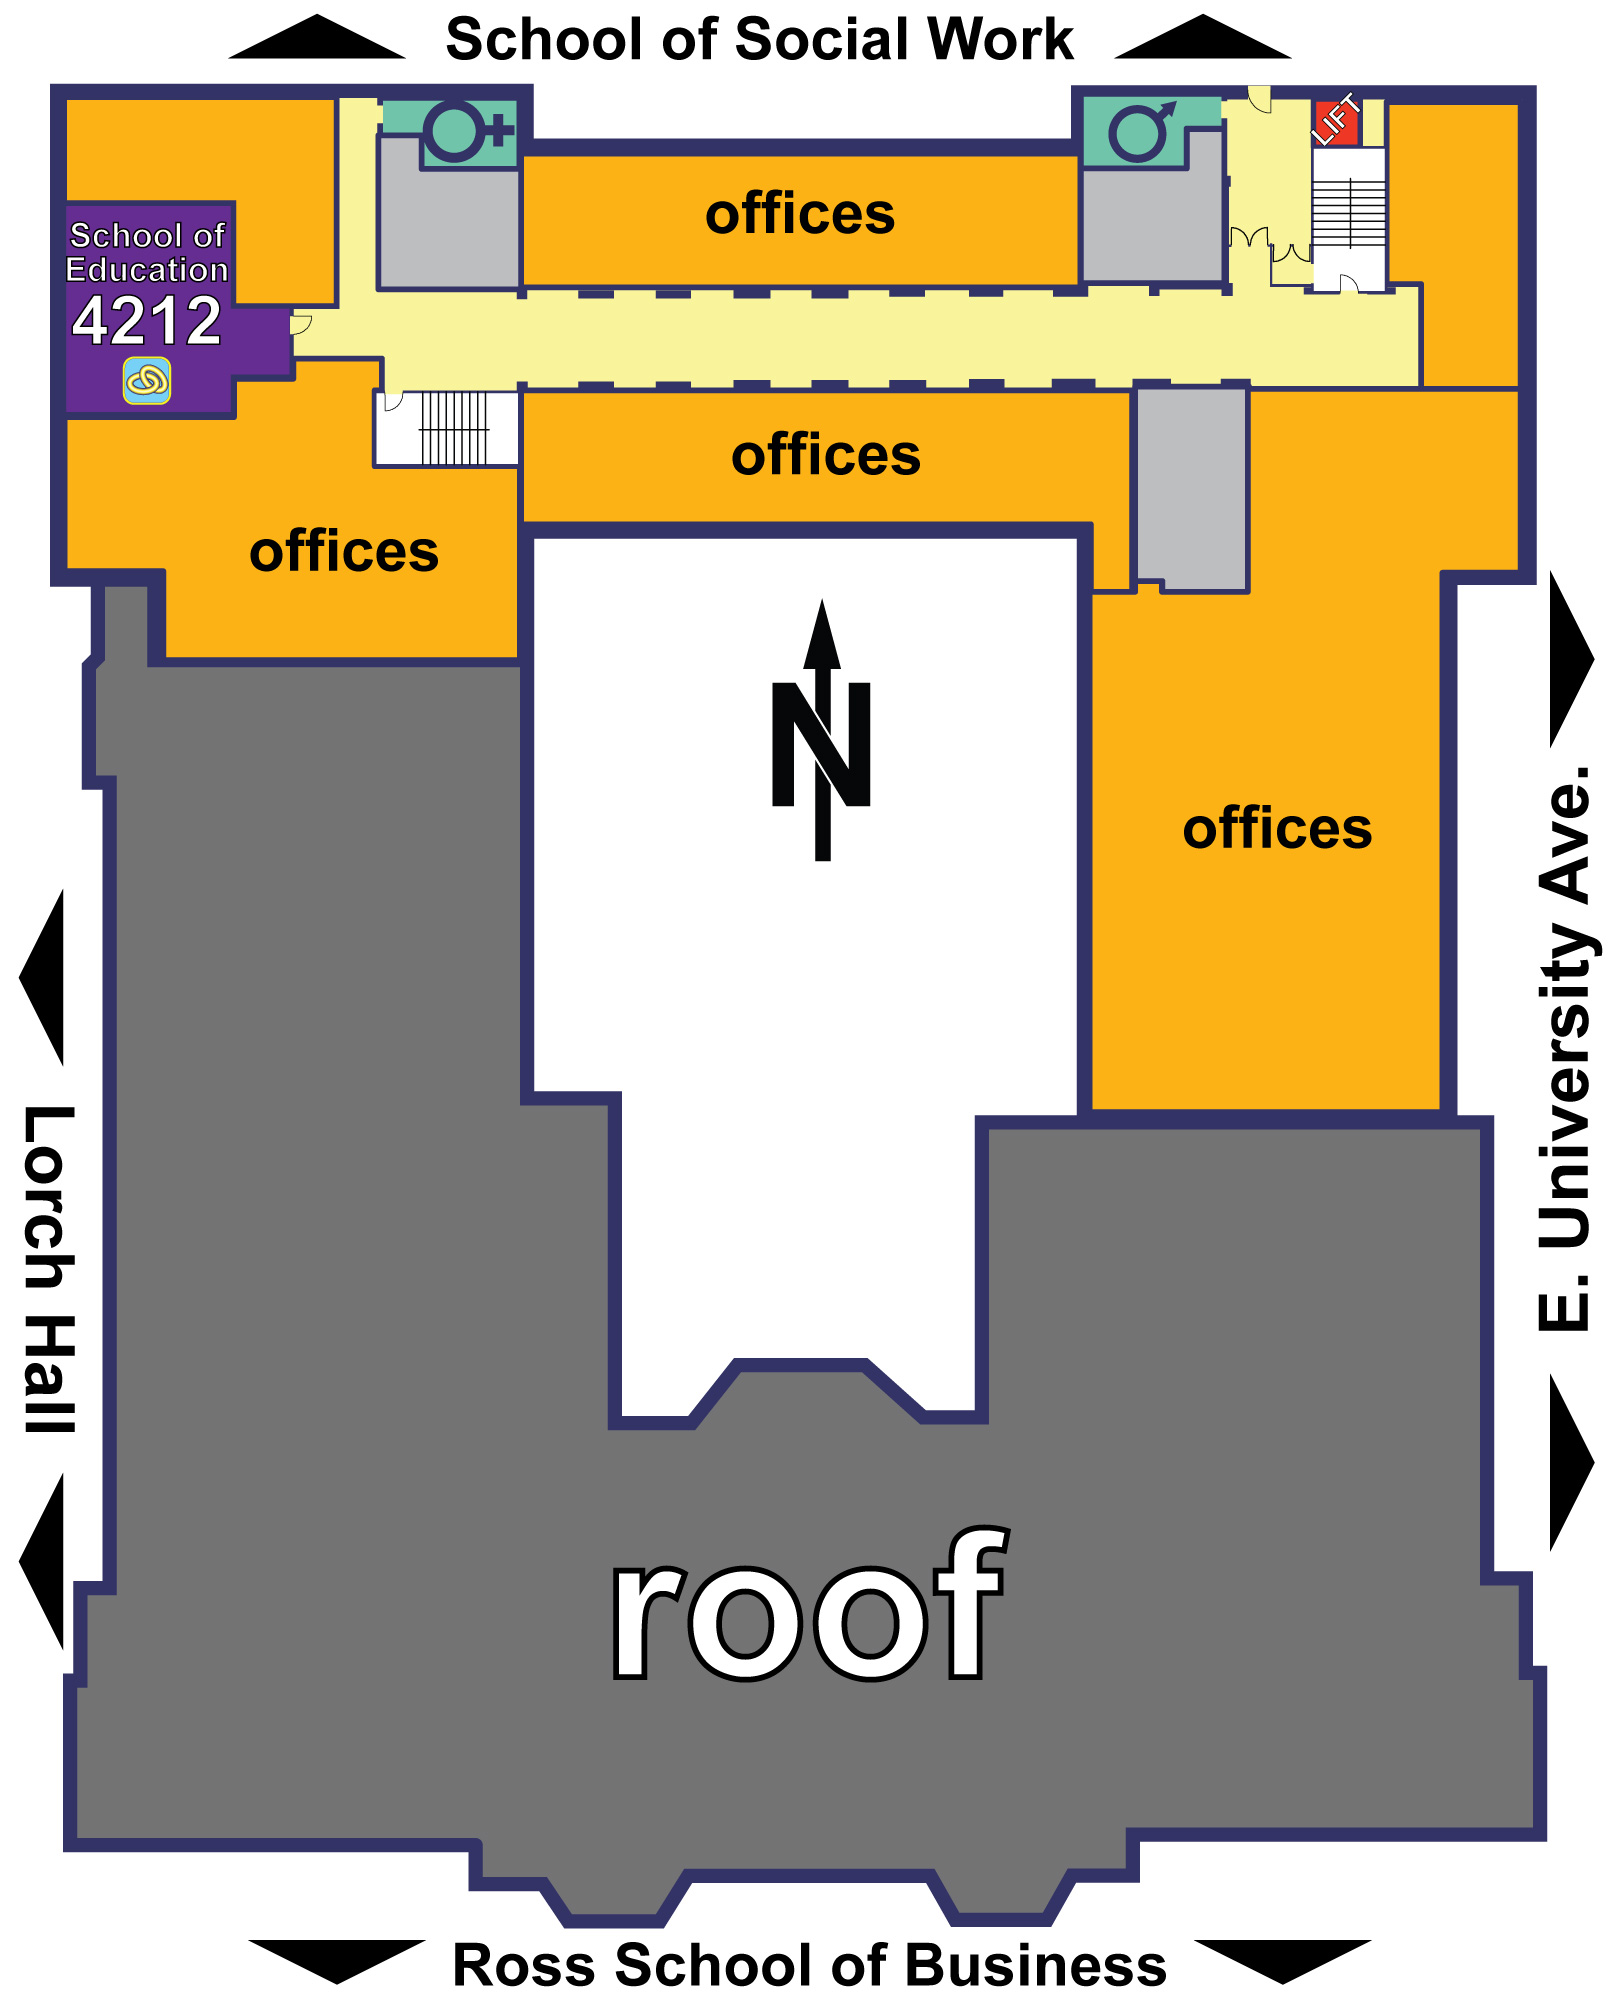 School of Social Work
LIFT
offices
School of
Education
4212
offices
offices
N
offices
E. University Ave.
Lorch Hall
roof
Ross School of Business